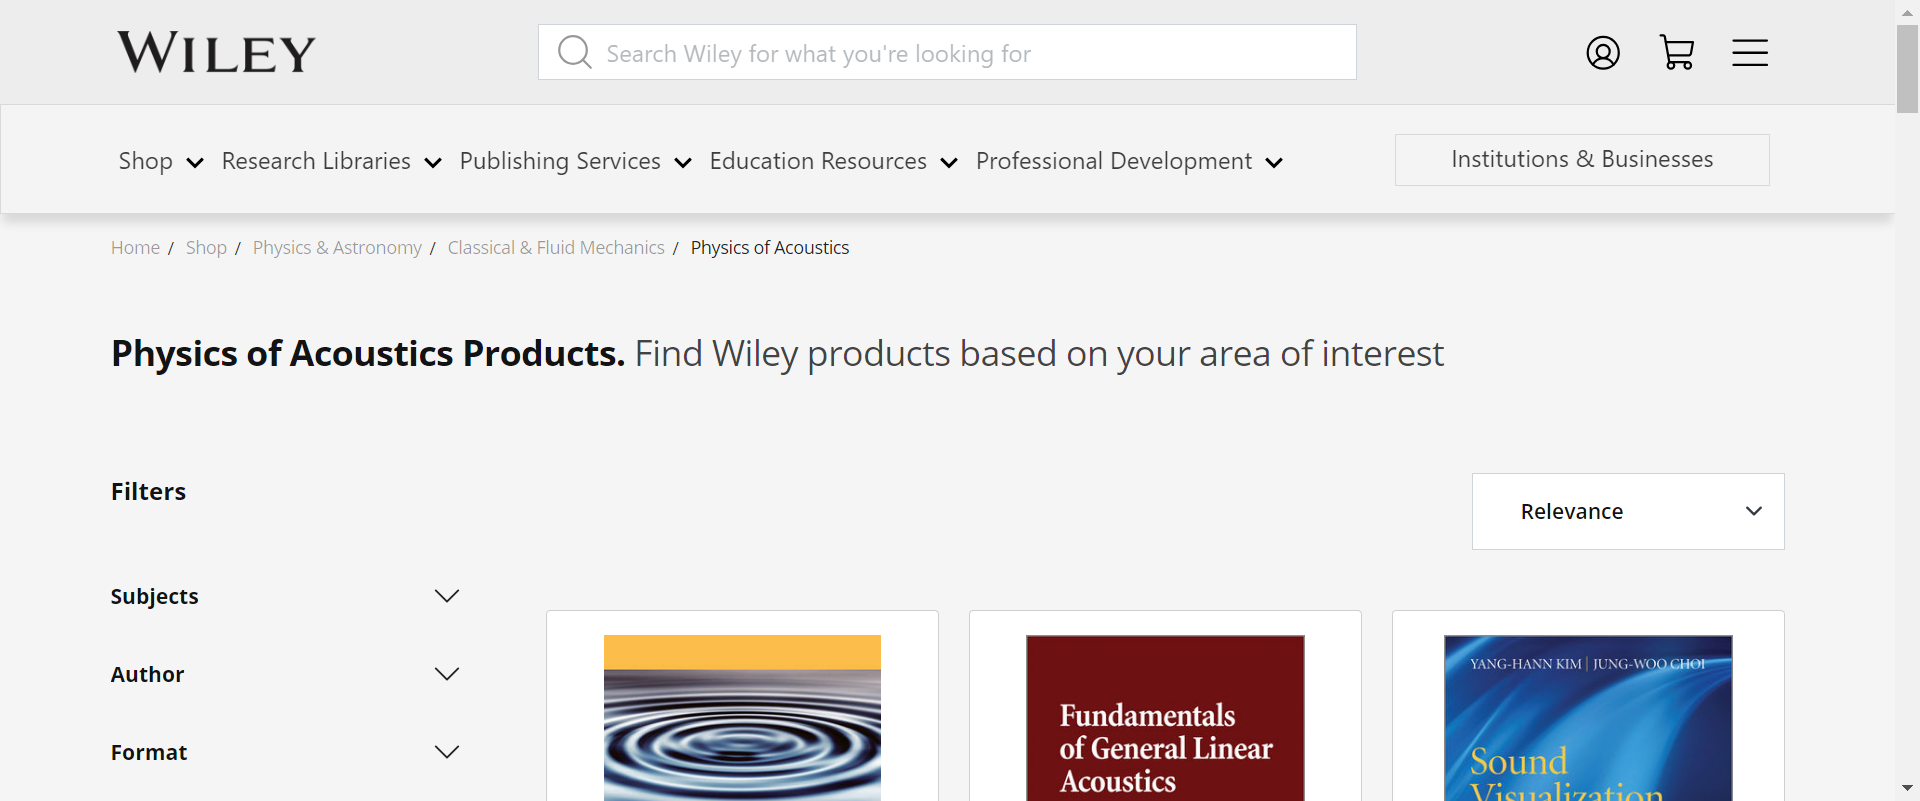 WILEY
Search Wiley for what you're looking for
Shop Research Libraries Publishing Services Education Resources Professional Development Institutions & Businesses
Home / Shop / Physics & Astronomy / Classical & Fluid Mechanics / Physics of Acoustics
Physics of Acoustics Products. Find Wiley products based on your area of interest
Filters
Relevance
Subjects
Author
Format
Fundamentals
of General Linear
Acoustics
YANG-HANN KIM | JUNG-WOO CHOI
Sound
Visualization